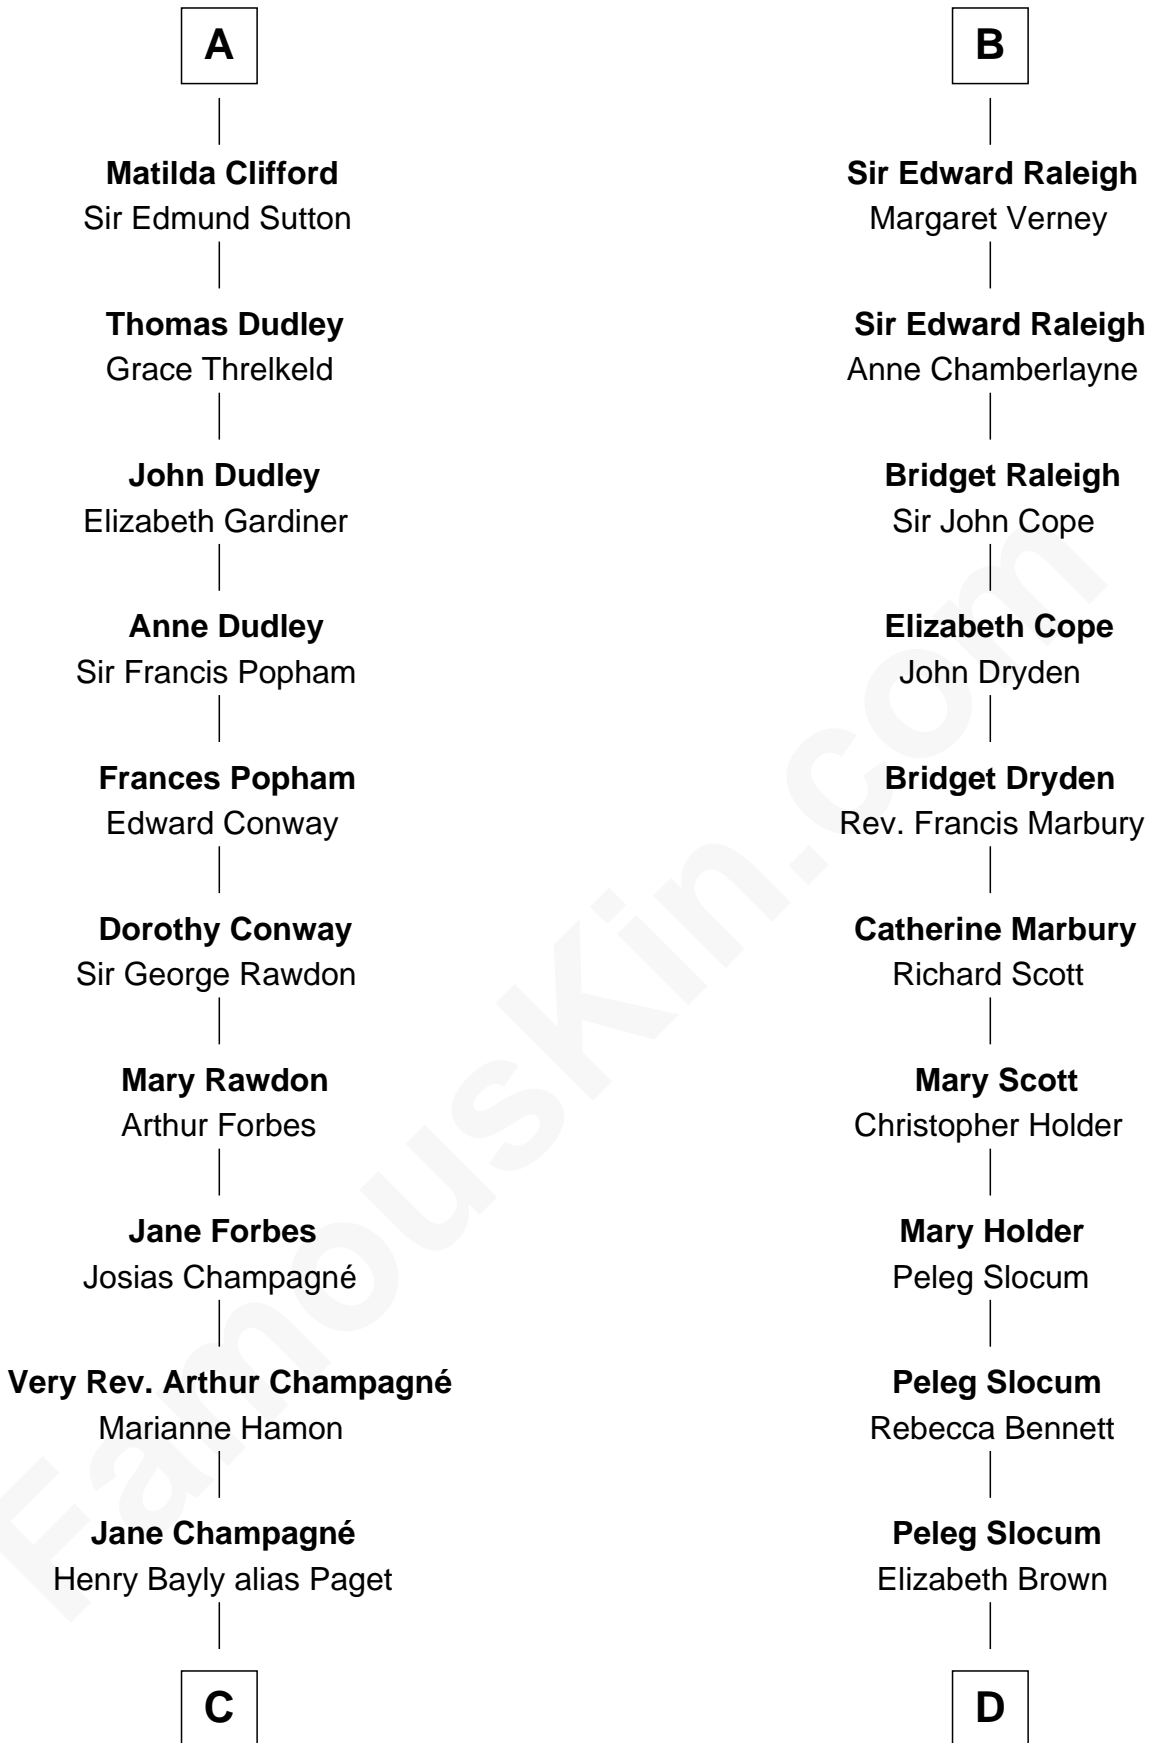 A
Matilda Clifford
Sir Edmund Sutton
Thomas Dudley
Grace Threlkeld
John Dudley
Elizabeth Gardiner
Anne Dudley
Sir Francis Popham
Frances Popham
Edward Conway
Dorothy Conway
Sir George Rawdon
Mary Rawdon
Arthur Forbes
Jane Forbes
Josias Champagné
Very Rev. Arthur Champagné
Marianne Hamon
Jane Champagné
Henry Bayly alias Paget
C
B
Sir Edward Raleigh
Margaret Verney
Sir Edward Raleigh
Anne Chamberlayne
Bridget Raleigh
Sir John Cope
Elizabeth Cope
John Dryden
Bridget Dryden
Rev. Francis Marbury
Catherine Marbury
Richard Scott
Mary Scott
Christopher Holder
Mary Holder
Peleg Slocum
Peleg Slocum
Rebecca Bennett
Peleg Slocum
Elizabeth Brown
D
FamousKin.com